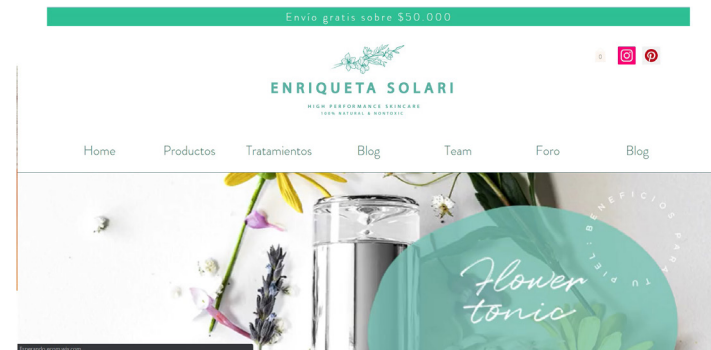 Envío gratis sobre $50.000
0
ENRIQUETA SOLARI
HIGH PERFORMANCE SKINCARE
100% NATURAL & NONTOXIC
Home Productos Tratamientos Blog Team Foro Blog
BENEFICIOS PARA TU PIEL:
Flower
tonic